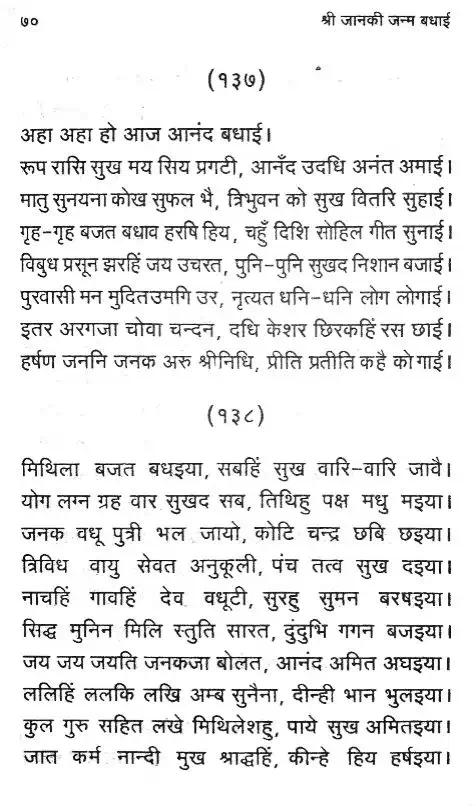 ७० श्री जानकी जन्म बधाई
(१३७)
अहा अहा हो आज आनंद बधाई।
रूप रासि सुख मय सिय प्रगटी, आनँद उदधि अनंत अमाई।
मातु सुनयना कोख सुफल भै, त्रिभुवन को सुख वितरि सुहाई।
गृह-गृह बजत बधाव हरषि हिय, चहुँ दिशि सोहिल गीत सुनाई।
विबुध प्रसून झरहिं जय उचरत, पुनि-पुनि सुखद निशान बजाई।
पुरवासी मन मुदितउमगि उर, नृत्यत धनि-धनि लोग लोगाई।
इतर अरगजा चोवा चन्दन, दधि केशर छिरकहिं रस छाई।
हर्षण जननि जनक अरु श्रीनिधि, प्रीति प्रतीति कहै को गाई।
(१३८)
मिथिला बजत बधइया, सबहिं सुख वारि-वारि जावै।
योग लग्न ग्रह वार सुखद सब, तिथिहु पक्ष मधु मइया।
जनक वधू पुत्री भल जायो, कोटि चन्द्र छबि छइया।
त्रिविध वायु सेवत अनुकूली, पंच तत्व सुख दइया।
नाचहिं गावहिं देव वधूटी, सुरहु सुमन बरषइया।
सिद्ध मुनिन मिलि स्तुति सारत, दुंदुभि गगन बजइया।
जय जय जयति जनकजा बोलत, आनंद अमित अघइया।
ललिहिं ललकि लखि अम्ब सुनैना, दीन्ही भान भुलइया।
कुल गुरु सहित लखे मिथिलेशहु, पाये सुख अमितइया।
जात कर्म नान्दी मुख श्राद्धहिं, कीन्हे हिय हर्षइया।